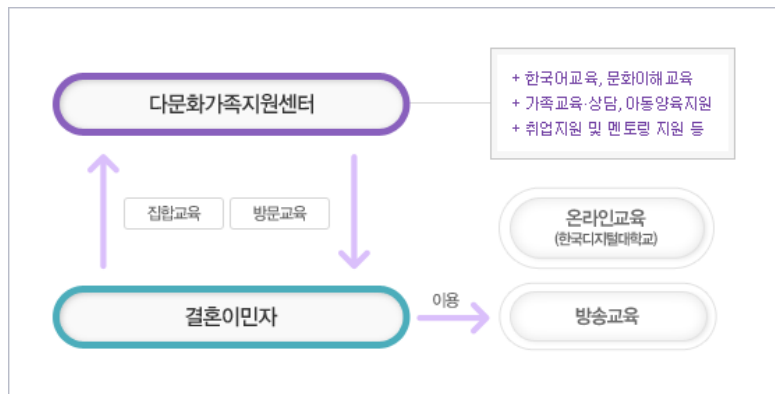 다문화가족지원센터
+ 한국어교육, 문화이해교육
+ 가족교육·상담, 아동양육지원
+ 취업지원 및 멘토링 지원 등
집합교육
방문교육
온라인교육
(한국디지털대학교)
결혼이민자
이용
방송교육